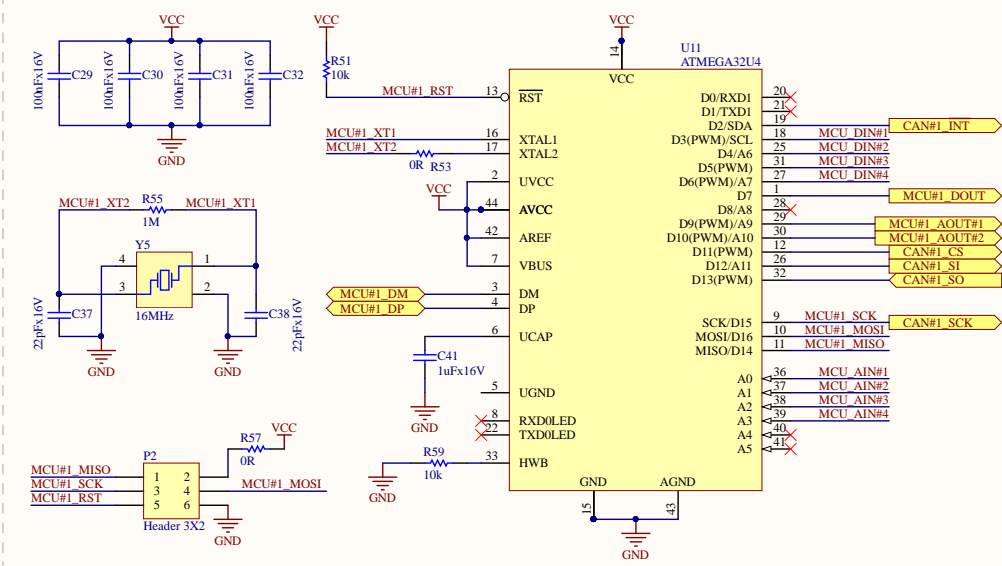 VCC
100nFx16V
C29
100nFx16V
C30
100nFx16V
C31
100nFx16V
C32
GND
VCC
R51
10k
MCU#1_RST
MCU#1_XT1
MCU#1_XT2
0R R53
VCC
MCU#1_XT2
R55
MCU#1_XT1
1M
Y5
4
1
3
2
16MHz
C37
22pFx16V
C38
22pFx16V
GND
GND
MCU#1_DM
MCU#1_DP
C41
1uFx16V
GND
R59
10k
GND
R57
0R
VCC
P2
MCU#1_MISO
MCU#1_SCK
MCU#1_RST
1 2
3 4
5 6
MCU#1_MOSI
Header 3X2
GND
VCC
14
VCC
U11
ATMEGA32U4
13 RST
16 XTAL1
17 XTAL2
2 UVCC
44 AVCC
42 AREF
7 VBUS
3 DM
4 DP
6 UCAP
5 UGND
8 RXD0LED
22 TXD0LED
33 HWB
D0/RXD1 20
D1/TXD1 21
D2/SDA 19 CAN#1_INT
D3(PWM)/SCL 18 MCU_DIN#1
D4/A6 25 MCU_DIN#2
D5(PWM) 31 MCU_DIN#3
D6(PWM)/A7 27 MCU_DIN#4
D7 1 MCU#1_DOUT
D8/A8 28
D9(PWM)/A9 29 MCU#1_AOUT#1
D10(PWM)/A10 30 MCU#1_AOUT#2
D11(PWM) 12 CAN#1_CS
D12/A11 26 CAN#1_SI
D13(PWM) 32 CAN#1_SO
SCK/D15 9 MCU#1_SCK CAN#1_SCK
MOSI/D16 10 MCU#1_MOSI
MISO/D14 11 MCU#1_MISO
A0 36 MCU_AIN#1
A1 37 MCU_AIN#2
A2 38 MCU_AIN#3
A3 39 MCU_AIN#4
A4 40
A5 41
GND AGND
15 43
GND